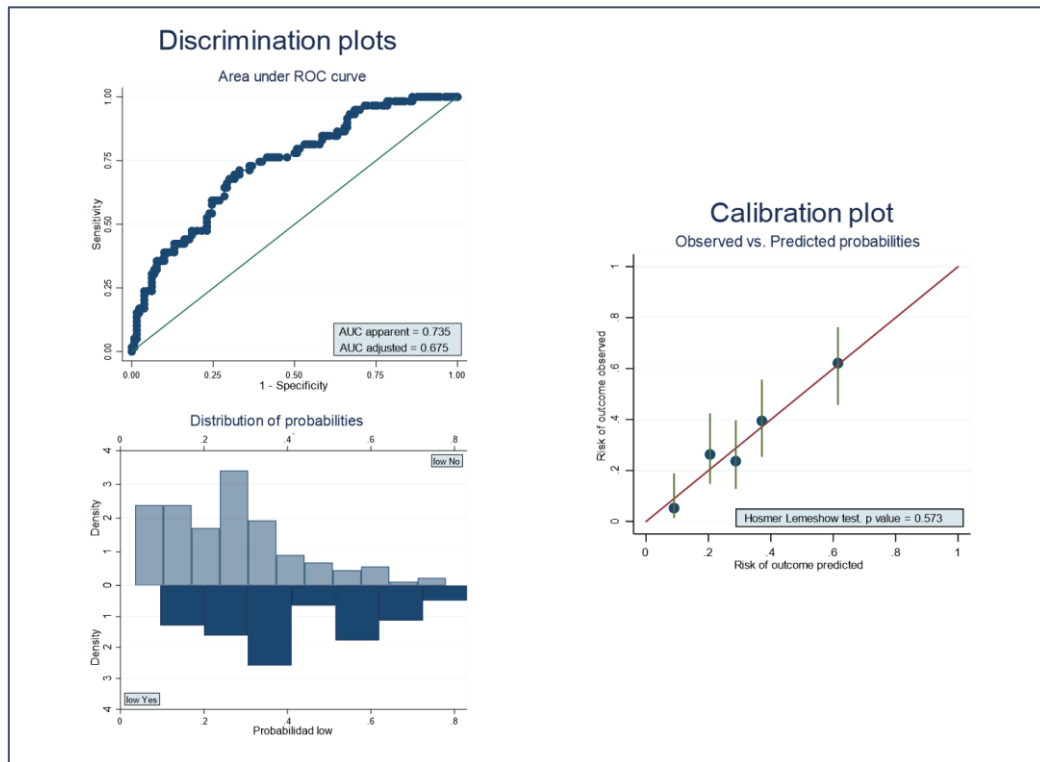 Discrimination plots
Area under ROC curve
1.00
0.75
0.50
0.25
0.00
Sensitivity
AUC apparent = 0.735
AUC adjusted = 0.675
0.00 0.25 0.50 0.75 1.00
1 - Specificity
Distribution of probabilities
0 .2 .4 .6 .8
low No
4
3
2
1
0
Density
1
2
3
4
Density
low Yes
0 .2 .4 .6 .8
Probabilidad low
Calibration plot
Observed vs. Predicted probabilities
1
.8
.6
.4
.2
0
Risk of outcome observed
Hosmer Lemeshow test. p value = 0.573
0 .2 .4 .6 .8 1
Risk of outcome predicted